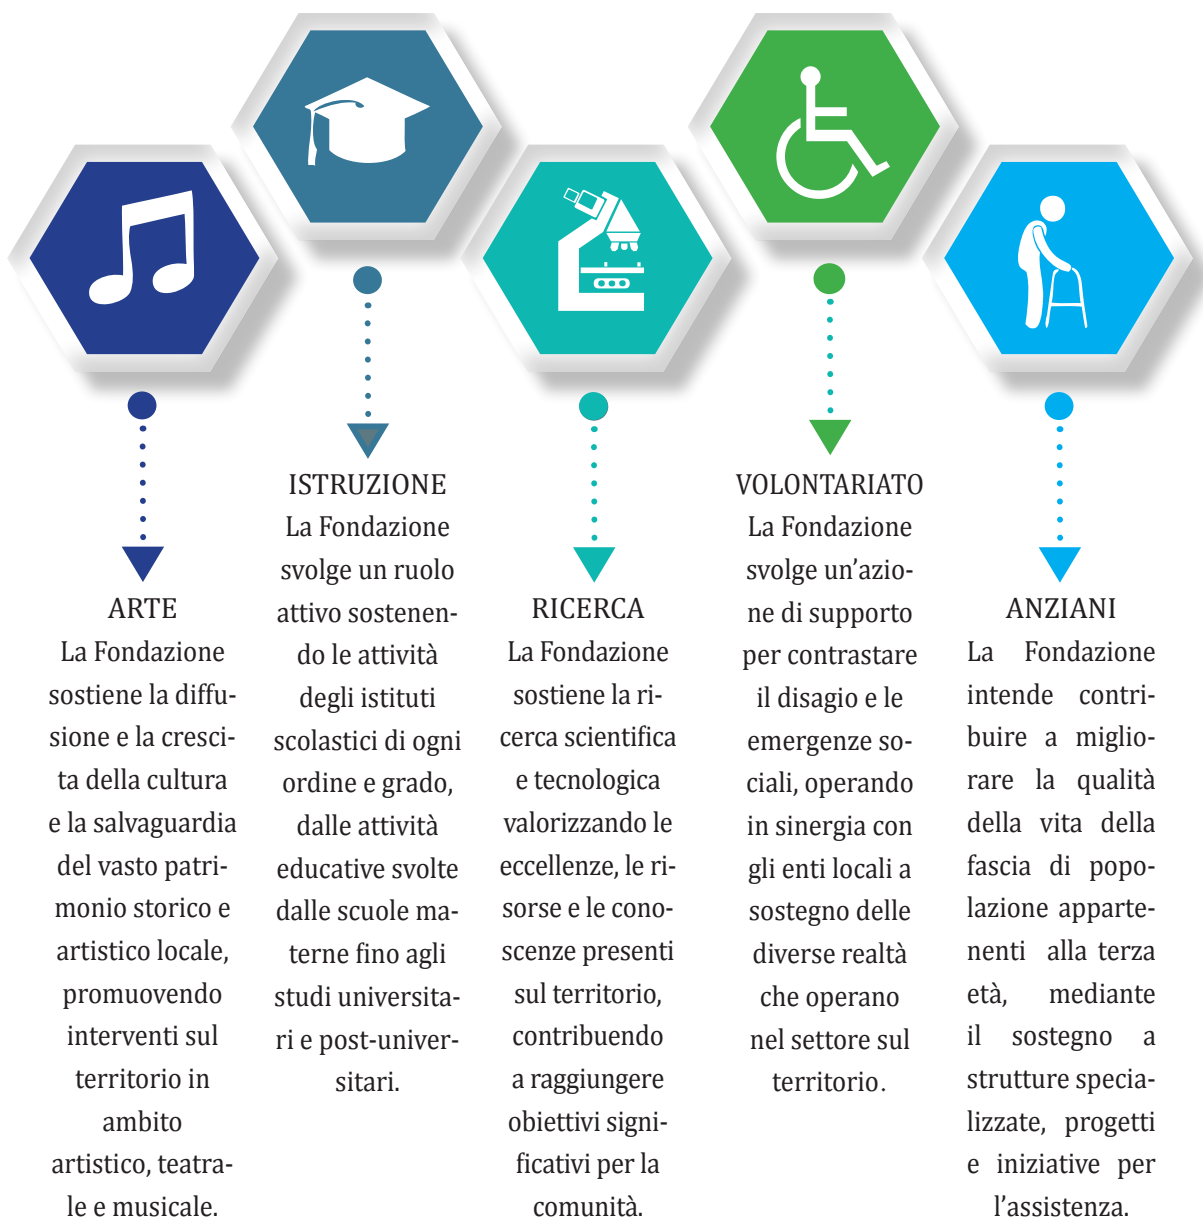 ARTE
La Fondazione
sostiene la diffu-
sione e la cresci-
ta della cultura
e la salvaguardia
del vasto patri-
monio storico e
artistico locale,
promuovendo
interventi sul
territorio in
ambito
artistico, teatra-
le e musicale.
ISTRUZIONE
La Fondazione
svolge un ruolo
attivo sostenen-
do le attività
degli istituti
scolastici di ogni
ordine e grado,
dalle attività
educative svolte
dalle scuole ma-
terne fino agli
studi universita-
ri e post-univer-
sitari.
RICERCA
La Fondazione
sostiene la ri-
cerca scientifica
e tecnologica
valorizzando le
eccellenze, le ri-
sorse e le cono-
scenze presenti
sul territorio,
contribuendo
a raggiungere
obiettivi signi-
ficativi per la
comunità.
VOLONTARIATO
La Fondazione
svolge un’azio-
ne di supporto
per contrastare
il disagio e le
emergenze so-
ciali, operando
in sinergia con
gli enti locali a
sostegno delle
diverse realtà
che operano
nel settore sul
territorio.
ANZIANI
La Fondazione
intende contri-
buire a miglio-
rare la qualità
della vita della
fascia di popo-
lazione apparte-
nenti alla terza
età, mediante
il sostegno a
strutture specia-
lizzate, progetti
e iniziative per
l’assistenza.